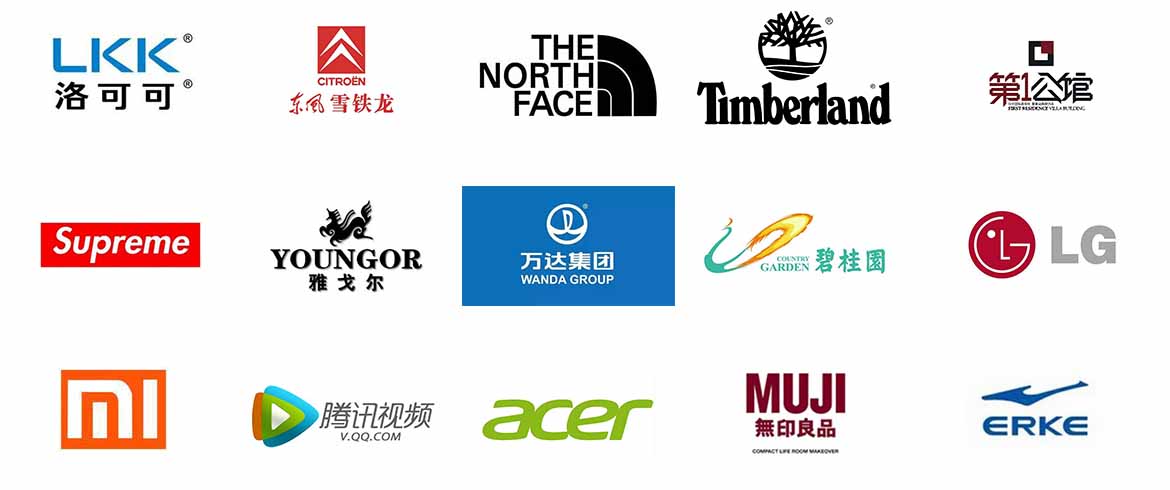 LKK®
洛可可®
CITROËN
东风雪铁龙
THE
NORTH
FACE
®
Timberland®
第1公馆
FIRST RESIDENCE VILLA BUILDING
Supreme
YOUNGOR
雅戈尔
®
万达集团
WANDA GROUP
COUNTRY
GARDEN 碧桂園
LG
mi
腾讯视频
V.QQ.COM
acer
MUJI
無印良品
COMPACT LIFE ROOM MAKEOVER
ERKE